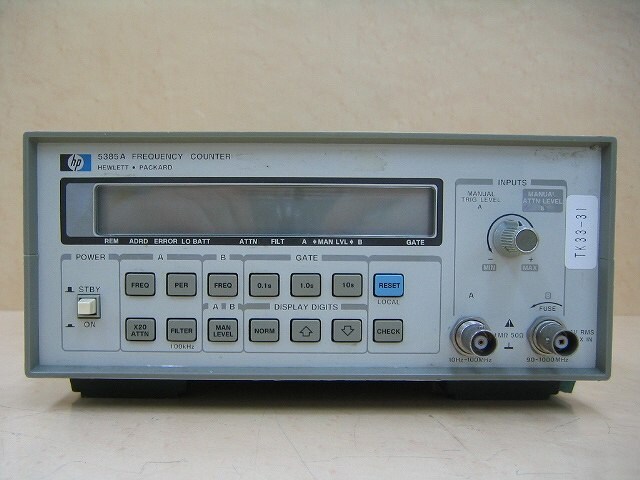 hp
5385A FREQUENCY COUNTER
HEWLETT • PACKARD
REM ADRD ERROR LO BATT ATTN FILT A MAN LVL B GATE
POWER
STBY
ON
A
FREQ PER
X20 ATTN
FILTER
100kHz
B
FREQ
A B
MAN LEVEL
GATE
0.1s 1.0s 10s
DISPLAY DIGITS
NORM
RESET
LOCAL
CHECK
INPUTS
MANUAL
TRIG LEVEL
A
MANUAL
ATTN LEVEL
B
− +
MIN MAX
TK33-31
A
B
FUSE
1MΩ 50Ω
10Hz-100MHz
90-1000MHz